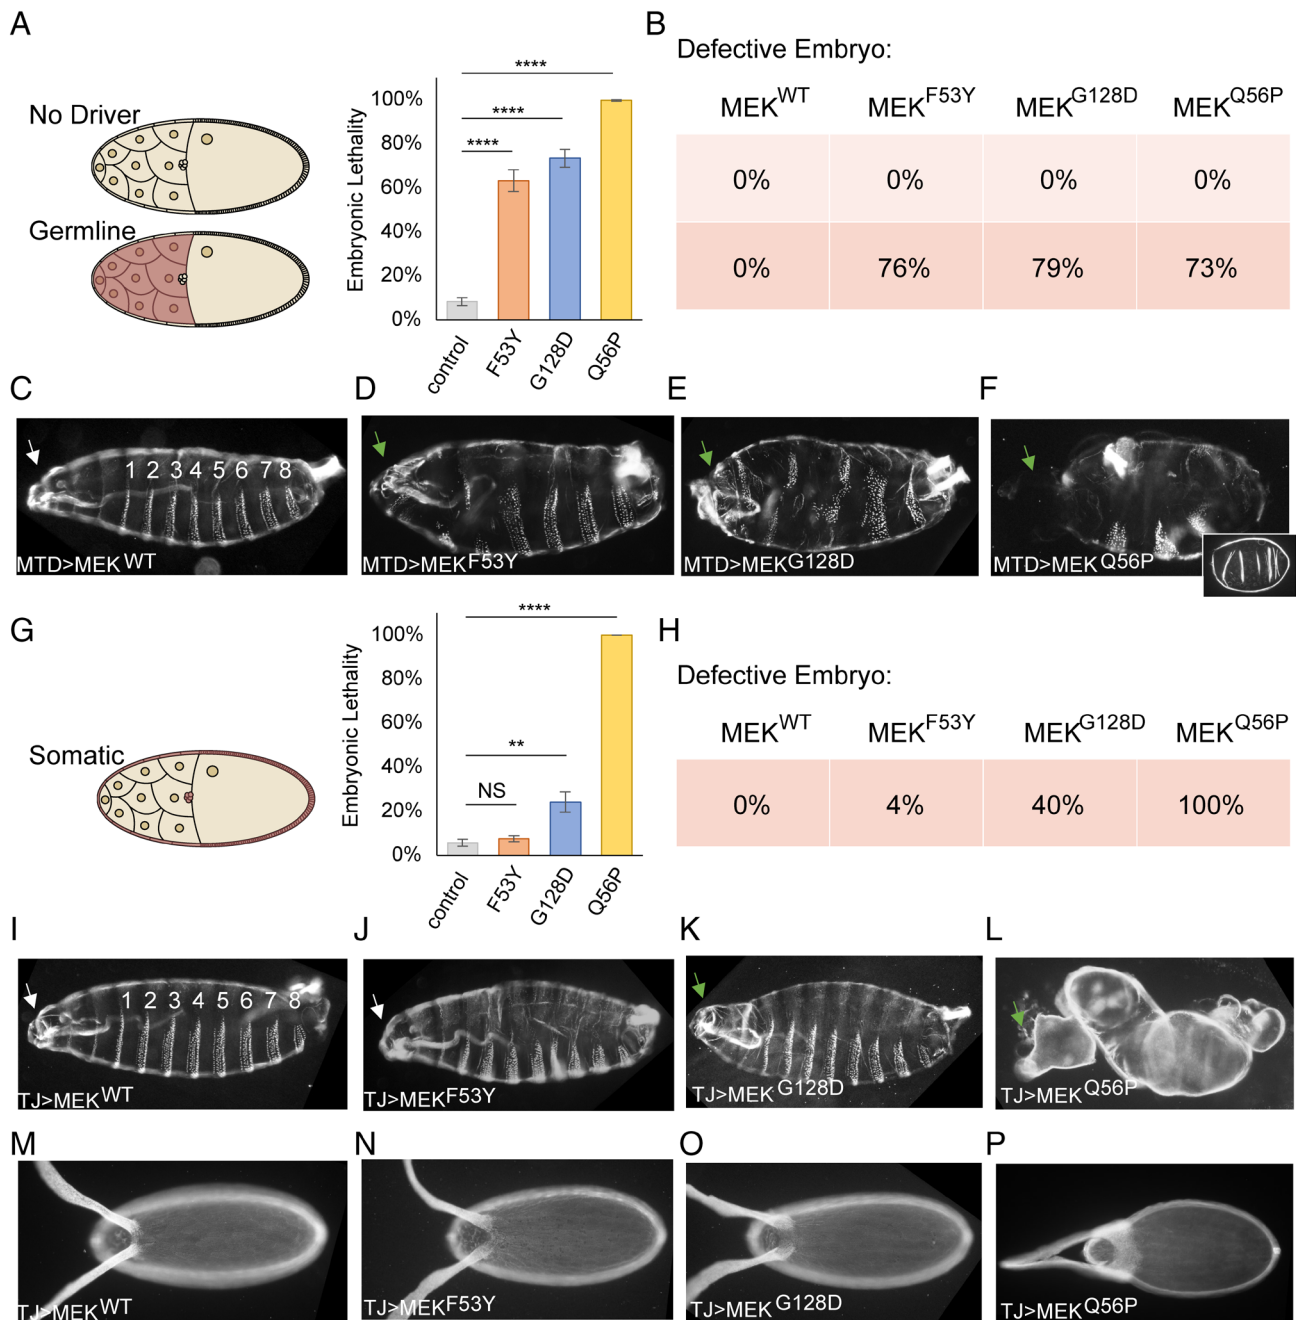 A
No Driver
Germline
Embryonic Lethality
100%
80%
60%
40%
20%
0%
****
****
****
control
F53Y
G128D
Q56P
B
Defective Embryo:
MEKWT MEKF53Y MEKG128D MEKQ56P
0% 0% 0% 0%
0% 76% 79% 73%
C
1 2 3 4 5 6 7 8
MTD>MEKWT
D
MTD>MEKF53Y
E
MTD>MEKG128D
F
MTD>MEKQ56P
G
Somatic
Embryonic Lethality
100%
80%
60%
40%
20%
0%
****
**
NS
control
F53Y
G128D
Q56P
H
Defective Embryo:
MEKWT MEKF53Y MEKG128D MEKQ56P
0% 4% 40% 100%
I
1 2 3 4 5 6 7 8
TJ>MEKWT
J
TJ>MEKF53Y
K
TJ>MEKG128D
L
TJ>MEKQ56P
M
TJ>MEKWT
N
TJ>MEKF53Y
O
TJ>MEKG128D
P
TJ>MEKQ56P